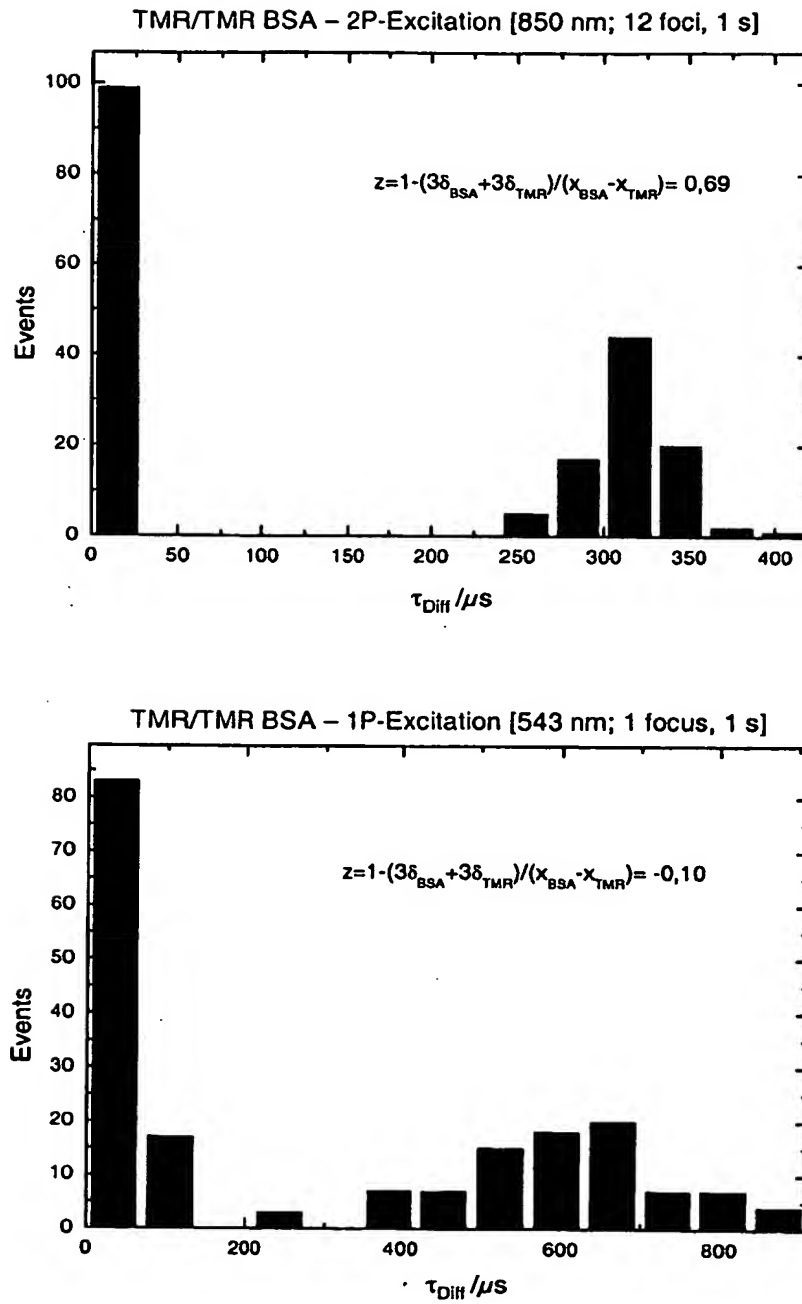 TMR/TMR BSA – 2P-Excitation [850 nm; 12 foci, 1 s]
100
z=1-(3δBSA+3δTMR)/(xBSA-xTMR)= 0,69
80
60
Events
40
20
0
0 50 100 150 200 250 300 350 400
τDiff /μs
TMR/TMR BSA – 1P-Excitation [543 nm; 1 focus, 1 s]
80
z=1-(3δBSA+3δTMR)/(xBSA-xTMR)= -0,10
70
60
50
40
Events
30
20
10
0
0 200 400 600 800
τDiff /μs